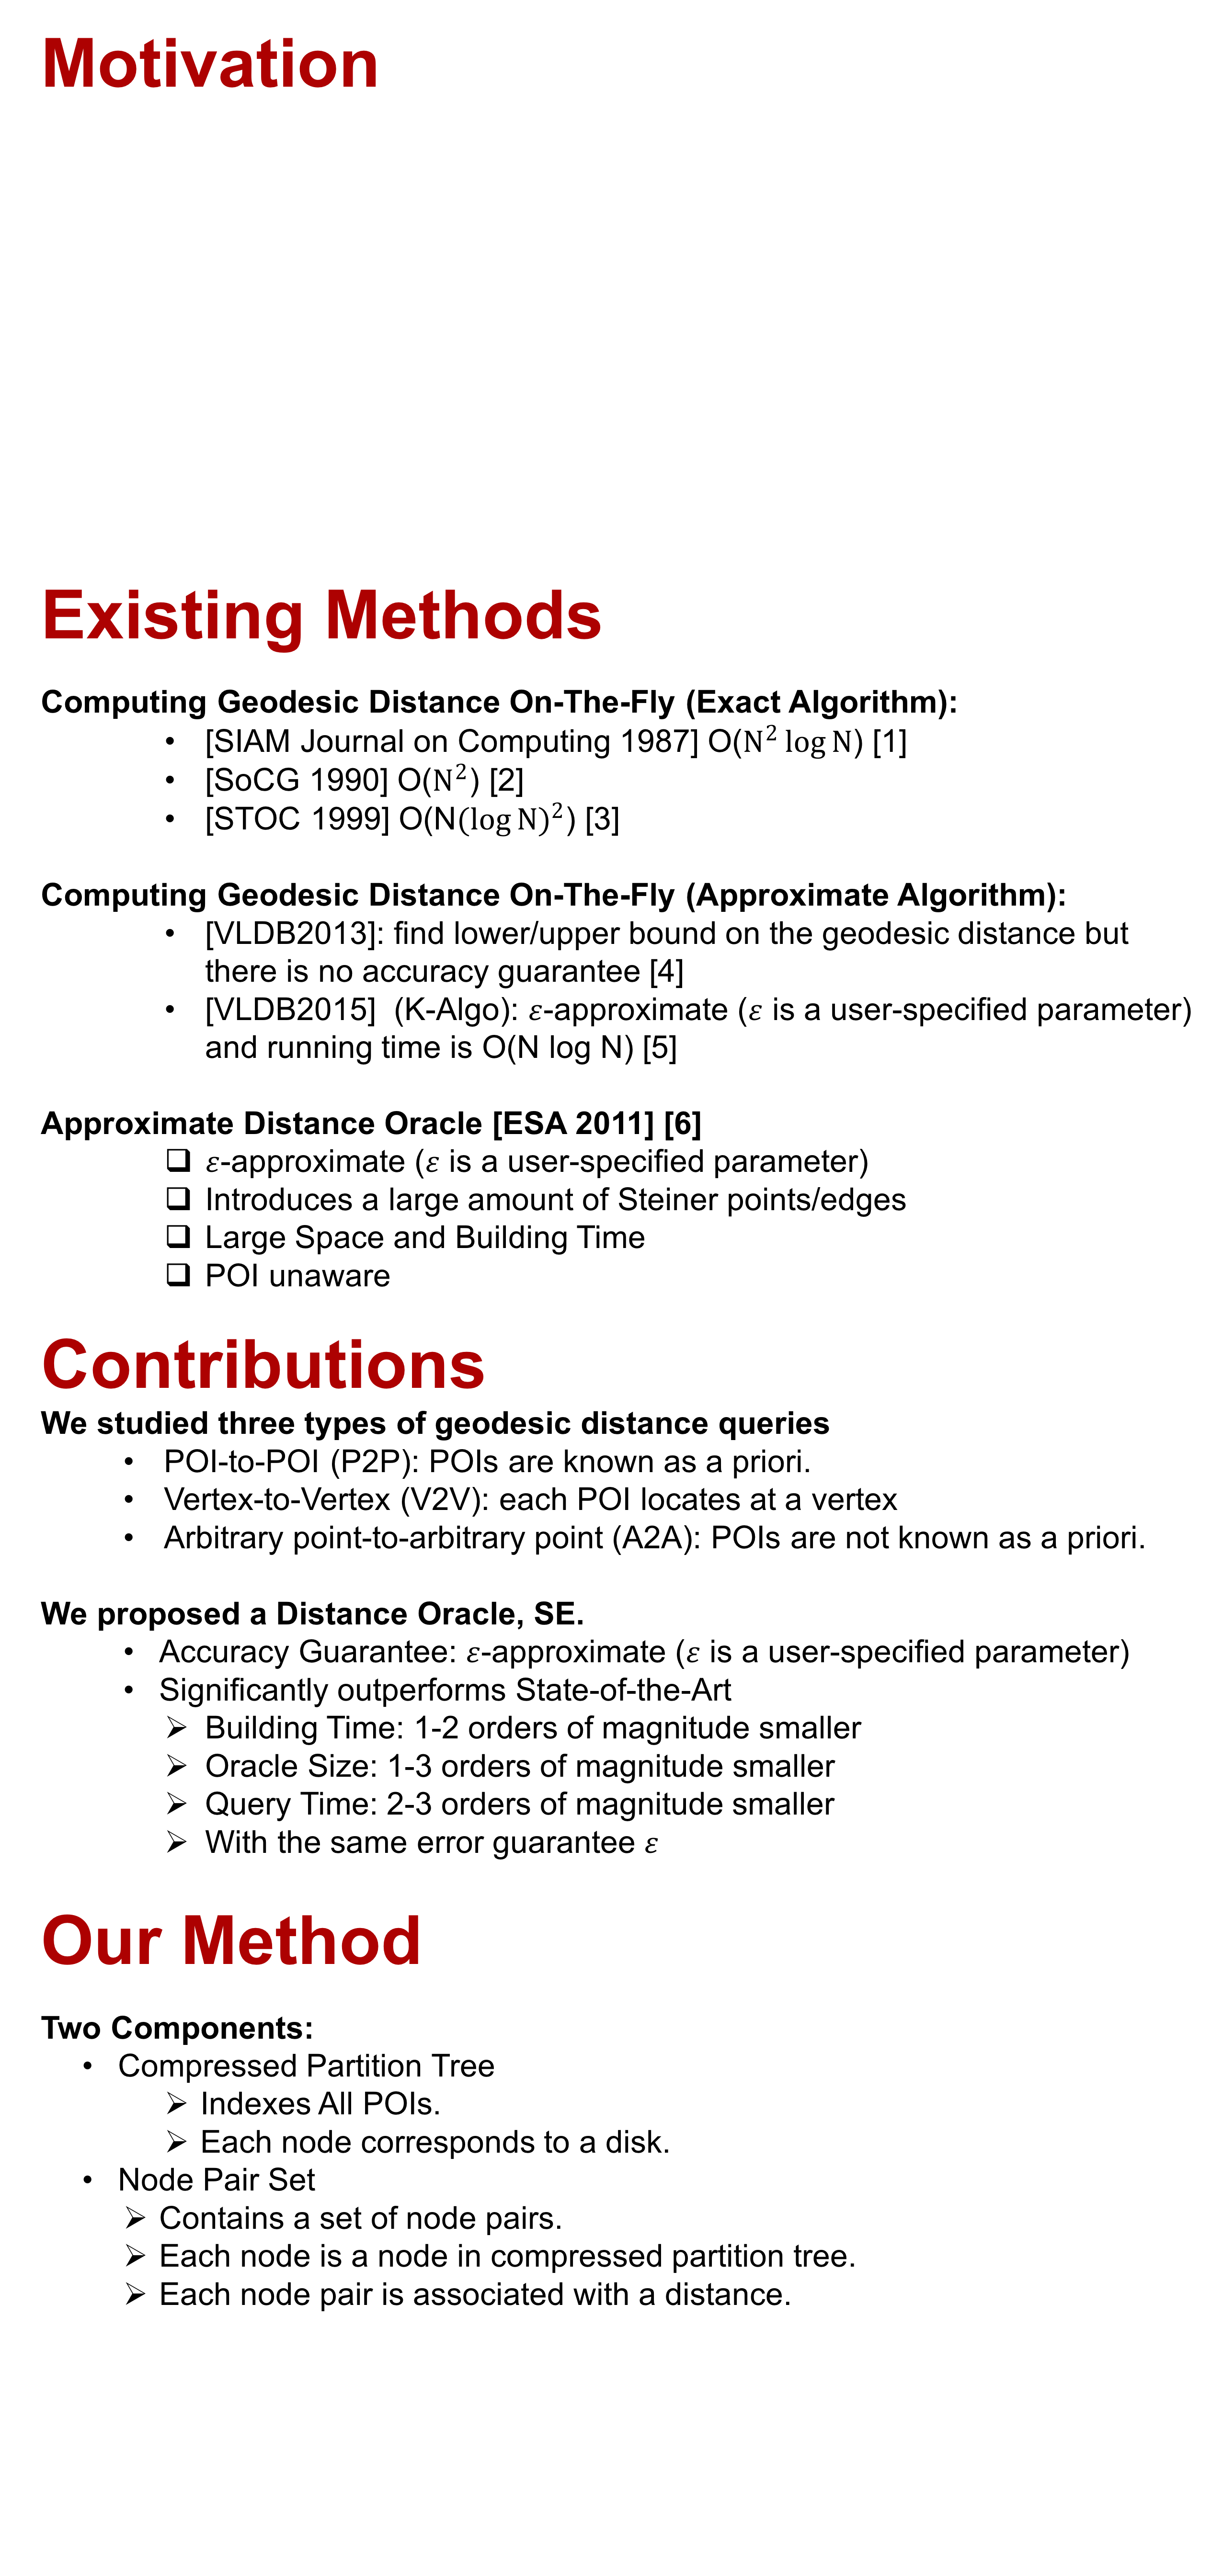 Motivation
Existing Methods
Computing Geodesic Distance On-The-Fly (Exact Algorithm):
• [SIAM Journal on Computing 1987] O(N² log N) [1]
• [SoCG 1990] O(N²) [2]
• [STOC 1999] O(N(log N)²) [3]
Computing Geodesic Distance On-The-Fly (Approximate Algorithm):
• [VLDB2013]: find lower/upper bound on the geodesic distance but
there is no accuracy guarantee [4]
• [VLDB2015] (K-Algo): ε-approximate (ε is a user-specified parameter)
and running time is O(N log N) [5]
Approximate Distance Oracle [ESA 2011] [6]
❑ ε-approximate (ε is a user-specified parameter)
❑ Introduces a large amount of Steiner points/edges
❑ Large Space and Building Time
❑ POI unaware
Contributions
We studied three types of geodesic distance queries
• POI-to-POI (P2P): POIs are known as a priori.
• Vertex-to-Vertex (V2V): each POI locates at a vertex
• Arbitrary point-to-arbitrary point (A2A): POIs are not known as a priori.
We proposed a Distance Oracle, SE.
• Accuracy Guarantee: ε-approximate (ε is a user-specified parameter)
• Significantly outperforms State-of-the-Art
➢ Building Time: 1-2 orders of magnitude smaller
➢ Oracle Size: 1-3 orders of magnitude smaller
➢ Query Time: 2-3 orders of magnitude smaller
➢ With the same error guarantee ε
Our Method
Two Components:
• Compressed Partition Tree
➢ Indexes All POIs.
➢ Each node corresponds to a disk.
• Node Pair Set
➢ Contains a set of node pairs.
➢ Each node is a node in compressed partition tree.
➢ Each node pair is associated with a distance.